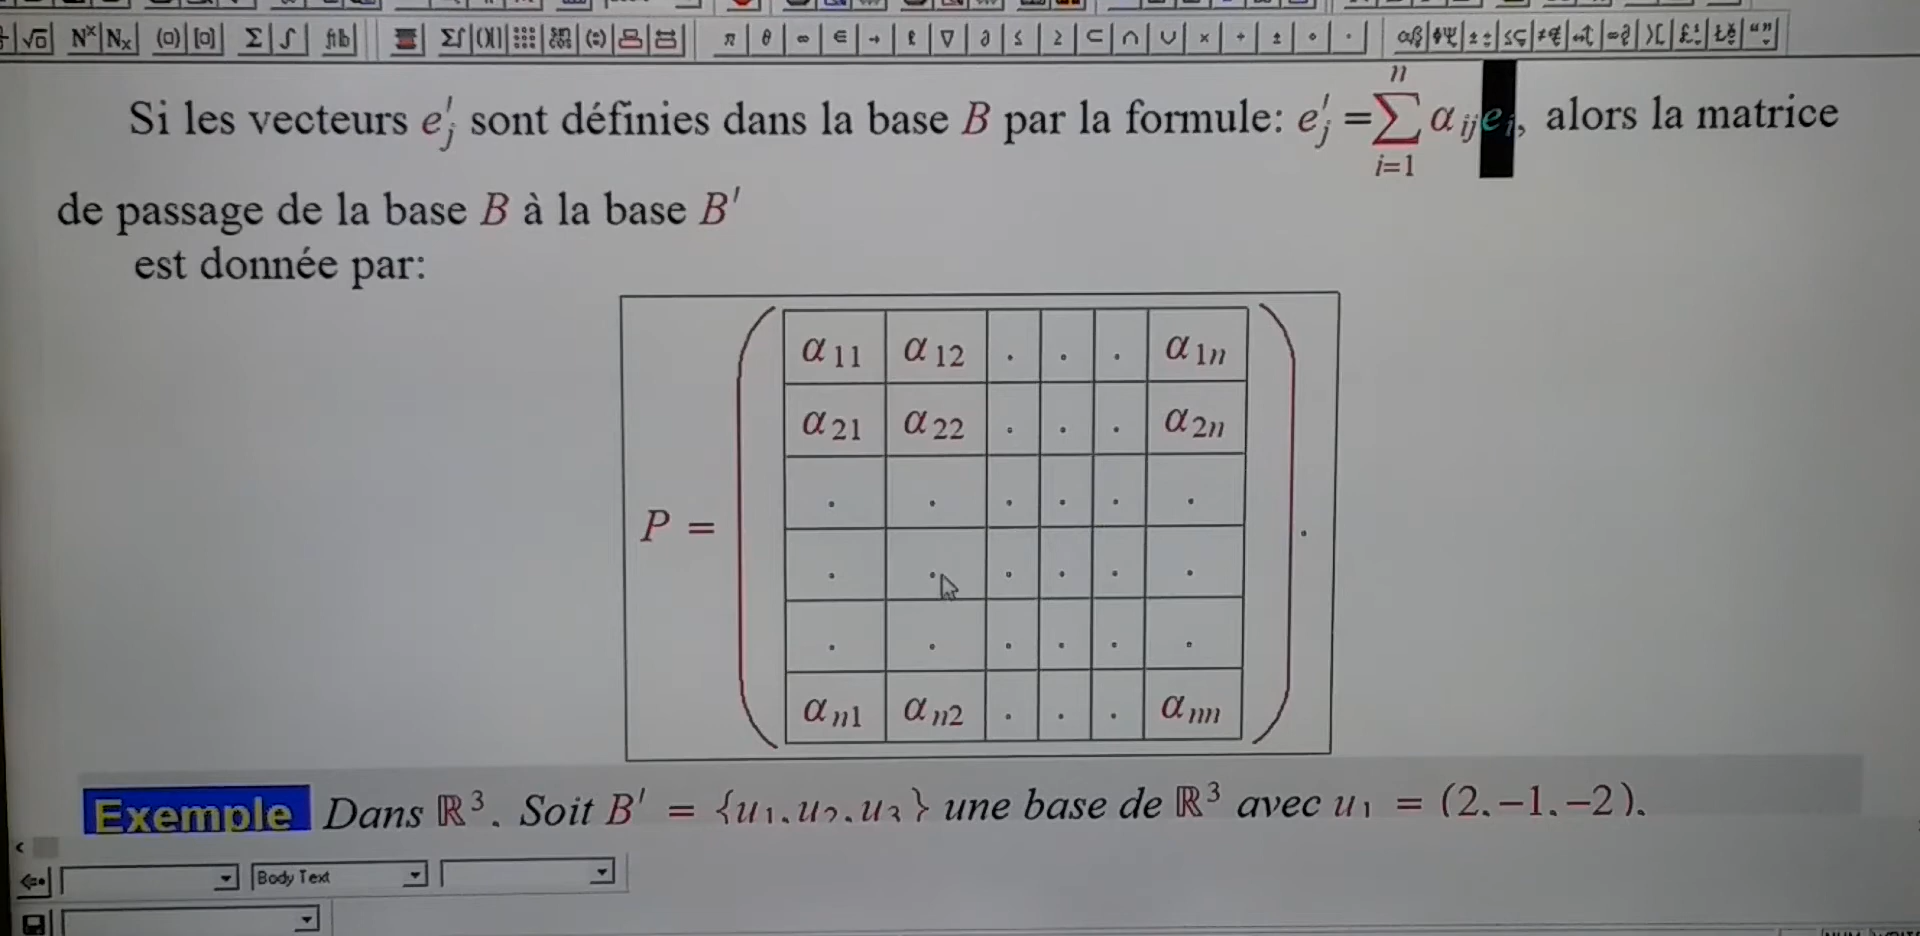 Si les vecteurs e'_j sont définies dans la base B par la formule: e'_j = ∑_{i=1}^{n} α_{ij} e_i, alors la matrice
de passage de la base B à la base B'
est donnée par:
α₁₁ α₁₂ . . . α₁ₙ
α₂₁ α₂₂ . . . α₂ₙ
. . . . . .
P = . . . . . . .
. . . . . .
αₙ₁ αₙ₂ . . . αₙₙ
Exemple Dans ℝ³. Soit B' = {u₁,u₂,u₃} une base de ℝ³ avec u₁ = (2,−1,−2).
Body Text